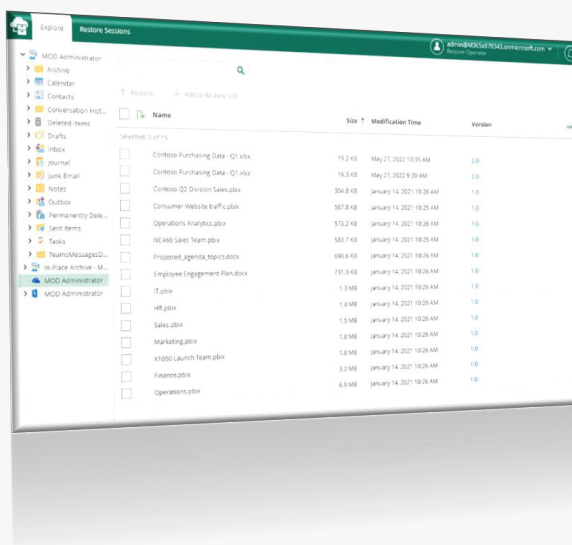 Explore Restore Sessions
admin@M365x878343.onmicrosoft.com
Restore Operator
MOD Administrator
Archive
Calendar
Contacts
Conversation Hist...
Deleted Items
Drafts
Inbox
Journal
Junk Email
Notes
Outbox
Permanently Dele...
Sent Items
Tasks
TeamsMessagesD...
In-Place Archive - M...
MOD Administrator
MOD Administrator
Restore + Add to Restore List
Name Size Modification Time Version
Selected: 0 of 15
Contoso Purchasing Data - Q1.xlsx 19.2 KB May 27, 2022 10:35 AM 2.0
Contoso Purchasing Data - Q1.xlsx 19.3 KB May 27, 2022 9:20 AM 2.0
Contoso Q2 Division Sales.pbix 304.8 KB January 14, 2021 10:26 AM 1.0
Consumer Website traffic.pbix 567.8 KB January 14, 2021 10:25 AM 1.0
Operations Analytics.pbix 573.2 KB January 14, 2021 10:26 AM 1.0
NC460 Sales Team.pbix 583.7 KB January 14, 2021 10:25 AM 1.0
Proposed_agenda_topics.docx 690.6 KB January 14, 2021 10:26 AM 1.0
Employee Engagement Plan.docx 731.3 KB January 14, 2021 10:26 AM 1.0
IT.pbix 1.3 MB January 14, 2021 10:26 AM 1.0
HR.pbix 1.4 MB January 14, 2021 10:26 AM 1.0
Sales.pbix 1.5 MB January 14, 2021 10:26 AM 1.0
Marketing.pbix 1.8 MB January 14, 2021 10:26 AM 1.0
X1050 Launch Team.pbix 1.8 MB January 14, 2021 10:26 AM 1.0
Finance.pbix 3.2 MB January 14, 2021 10:26 AM 1.0
Operations.pbix 6.9 MB January 14, 2021 10:26 AM 1.0